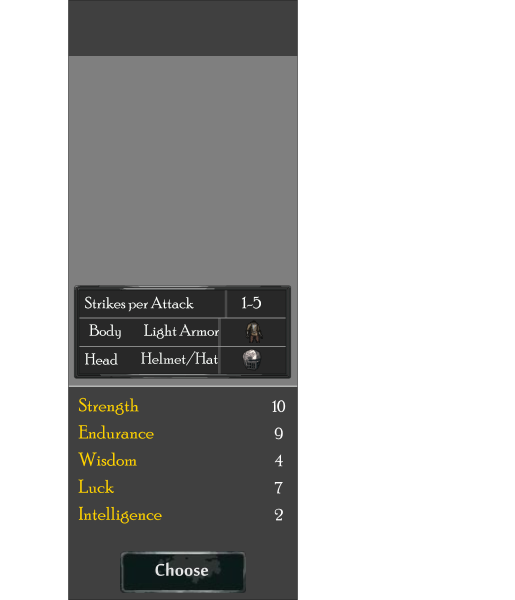 Strikes per Attack 1-5
Body Light Armor
Head Helmet/Hat
Strength 10
Endurance 9
Wisdom 4
Luck 7
Intelligence 2
Choose